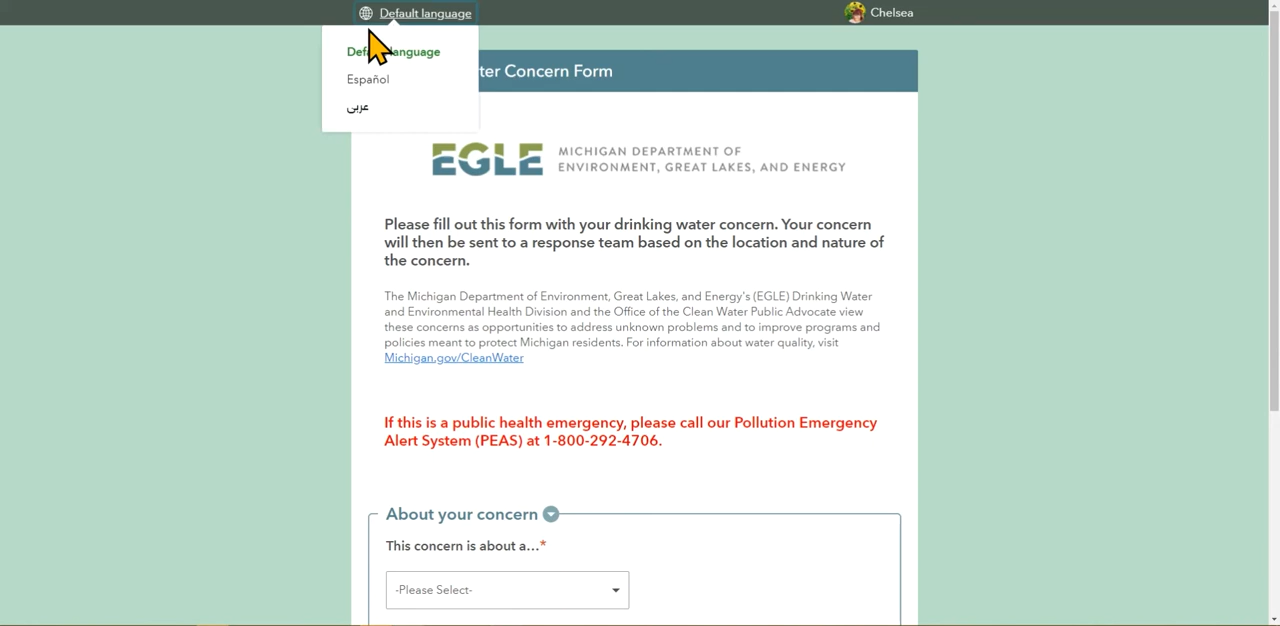 Default language
Chelsea
Default language
Español
عربي
ter Concern Form
EGLE
MICHIGAN DEPARTMENT OF
ENVIRONMENT, GREAT LAKES, AND ENERGY
Please fill out this form with your drinking water concern. Your concern
will then be sent to a response team based on the location and nature of
the concern.
The Michigan Department of Environment, Great Lakes, and Energy's (EGLE) Drinking Water
and Environmental Health Division and the Office of the Clean Water Public Advocate view
these concerns as opportunities to address unknown problems and to improve programs and
policies meant to protect Michigan residents. For information about water quality, visit
Michigan.gov/CleanWater
If this is a public health emergency, please call our Pollution Emergency
Alert System (PEAS) at 1-800-292-4706.
About your concern
This concern is about a...*
-Please Select-